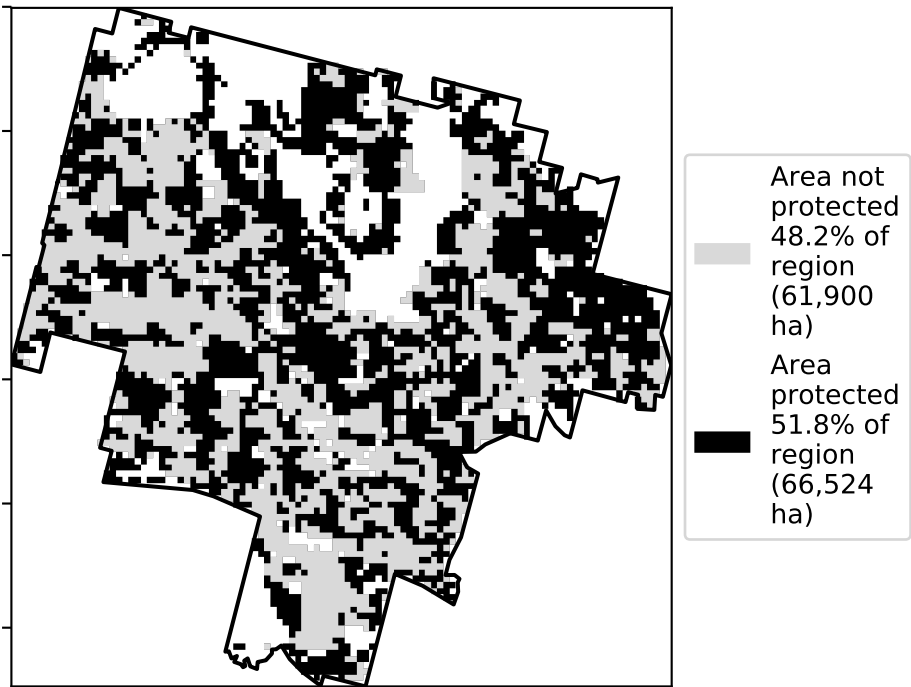 Area not
protected
48.2% of
region
(61,900
ha)
Area
protected
51.8% of
region
(66,524
ha)